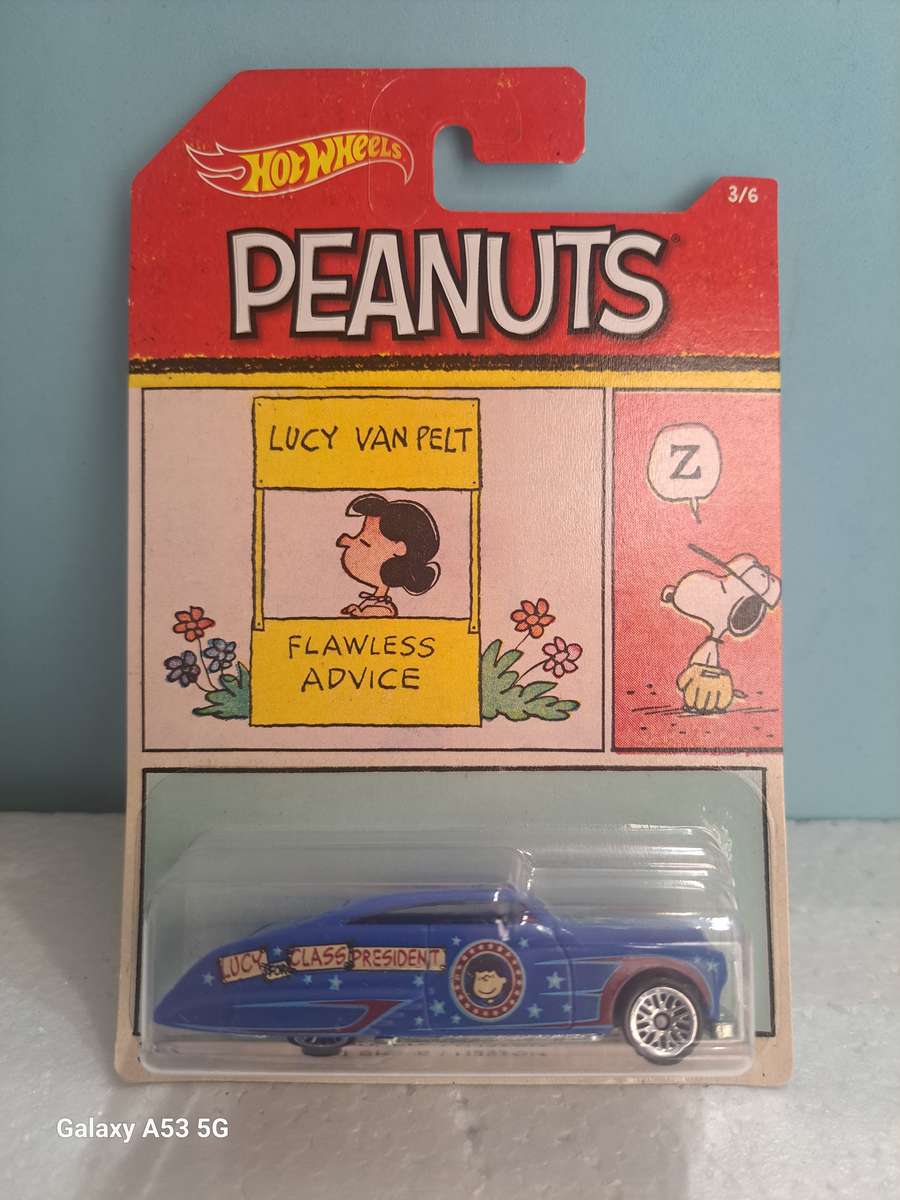 HOT WHEELS
3/6
PEANUTS®
LUCY VAN PELT
FLAWLESS
ADVICE
Z
LUCY FOR CLASS PRESIDENT
Galaxy A53 5G